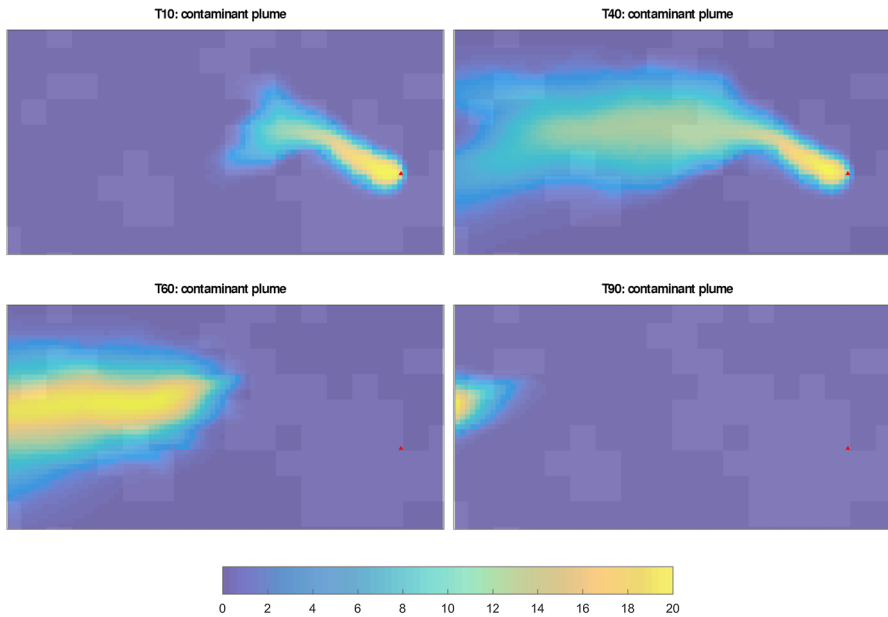 T10: contaminant plume
T40: contaminant plume
T60: contaminant plume
T90: contaminant plume
0 2 4 6 8 10 12 14 16 18 20